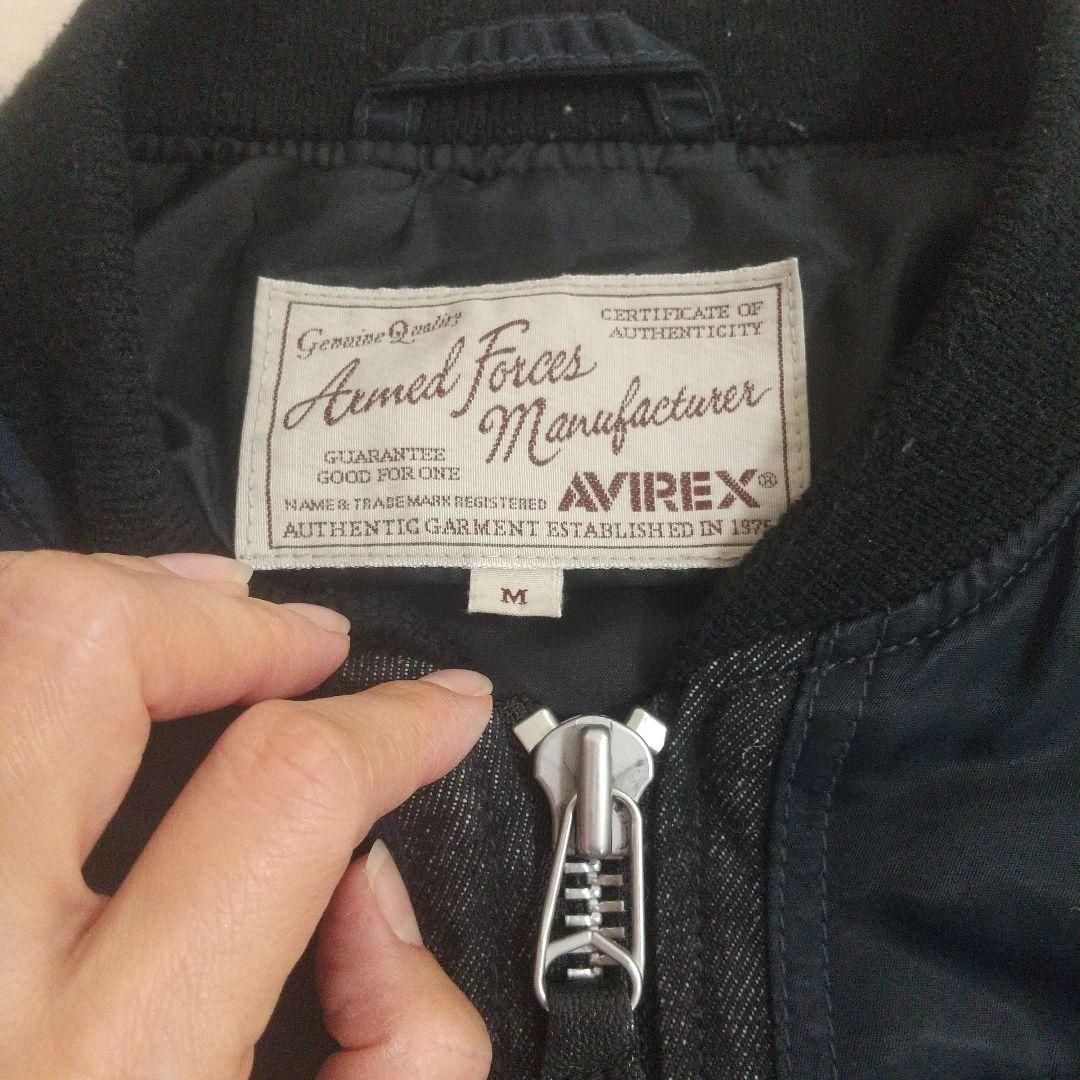 Genuine Quality
CERTIFICATE OF
AUTHENTICITY
Armed Forces
Manufacturer
GUARANTEE
GOOD FOR ONE
NAME & TRADE MARK REGISTERED
AVIREX®
AUTHENTIC GARMENT ESTABLISHED IN 1975
M